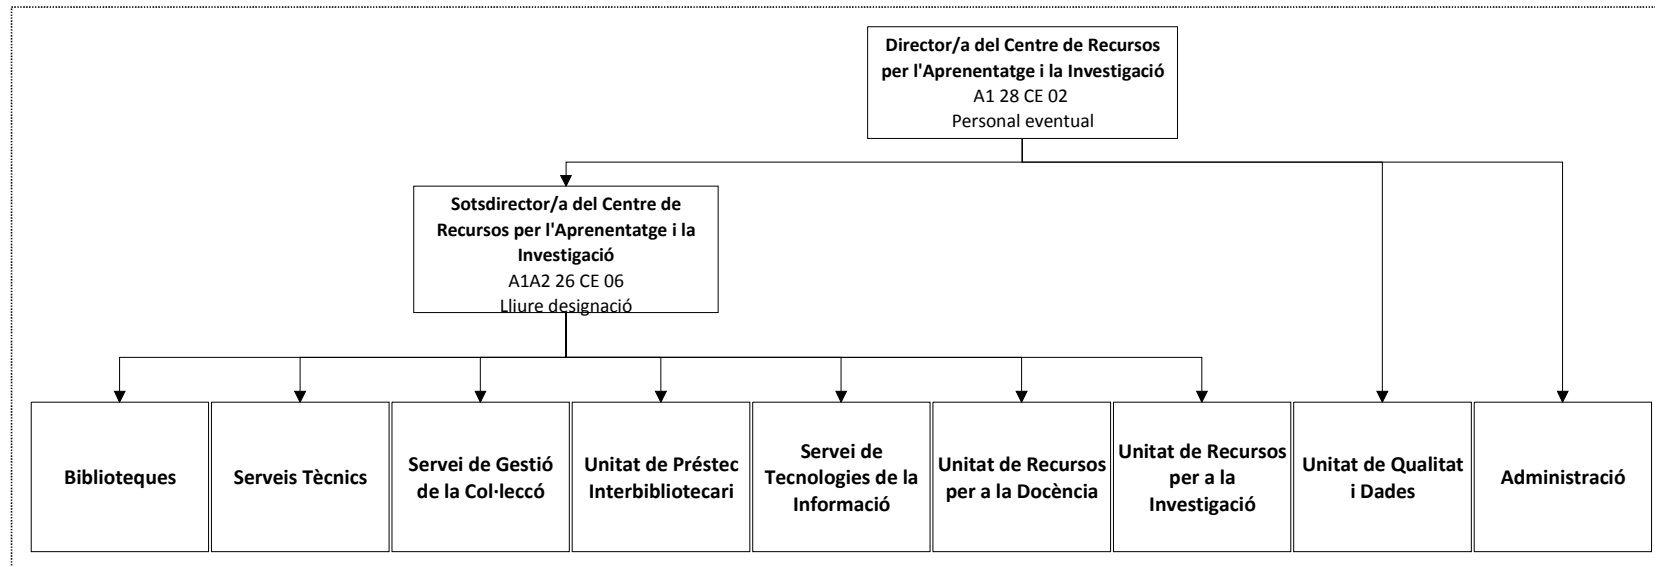 Director/a del Centre de Recursos
per l'Aprenentatge i la Investigació
A1 28 CE 02
Personal eventual
Sotsdirector/a del Centre de
Recursos per l'Aprenentatge i la
Investigació
A1A2 26 CE 06
Lliure designació
Biblioteques
Serveis Tècnics
Servei de Gestió
de la Col·leccó
Unitat de Préstec
Interbibliotecari
Servei de
Tecnologies de la
Informació
Unitat de Recursos
per a la Docència
Unitat de Recursos
per a la
Investigació
Unitat de Qualitat
i Dades
Administració